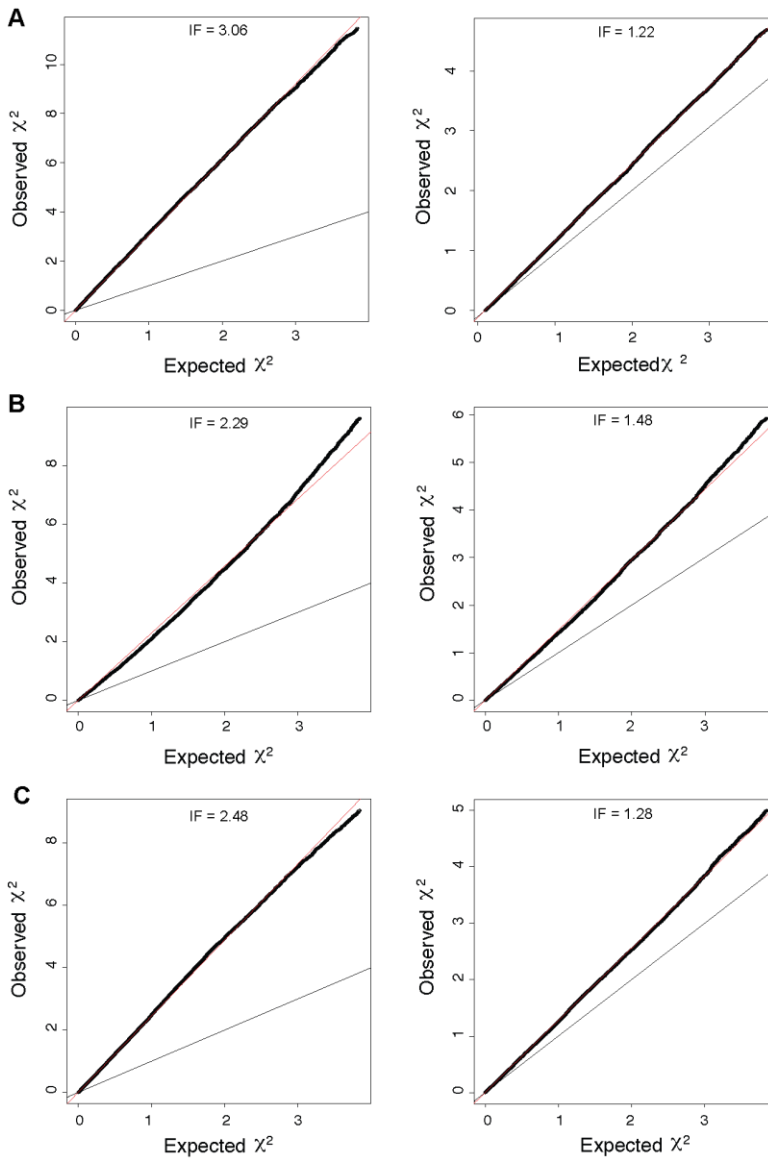 A
IF = 3.06
Observed χ²
0 2 4 6 8 10
0 1 2 3
Expected χ²
IF = 1.22
Observed χ²
0 1 2 3 4
0 1 2 3
Expectedχ ²
B
IF = 2.29
Observed χ²
0 2 4 6 8
0 1 2 3
Expected χ²
IF = 1.48
Observed χ²
0 1 2 3 4 5 6
0 1 2 3
Expected χ²
C
IF = 2.48
Observed χ²
0 2 4 6 8
0 1 2 3
Expected χ²
IF = 1.28
Observed χ²
0 1 2 3 4 5
0 1 2 3
Expected χ²